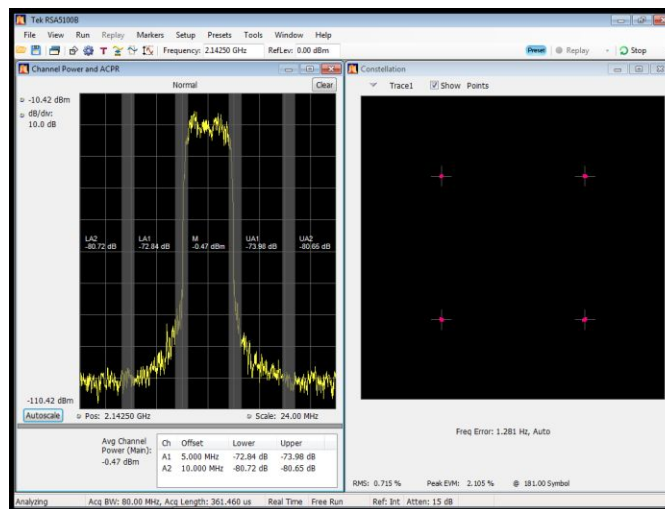 Tek RSA5100B
File View Run Replay Markers Setup Presets Tools Window Help
Frequency: 2.14250 GHz RefLev: 0.00 dBm Preset Replay Stop
Channel Power and ACPR
Normal Clear
-10.42 dBm
dB/div:
10.0 dB
LA2 LA1 M UA1 UA2
-80.72 dB -72.84 dB -0.47 dBm -73.98 dB -80.65 dB
-110.42 dBm
Autoscale Pos: 2.14250 GHz Scale: 24.00 MHz
Avg Channel
Power (Main):
-0.47 dBm
Ch Offset Lower Upper
A1 5.000 MHz -72.84 dB -73.98 dB
A2 10.000 MHz -80.72 dB -80.65 dB
Constellation
Trace1 Show Points
Freq Error: 1.281 Hz, Auto
RMS: 0.715 % Peak EVM: 2.105 % @ 181.00 Symbol
Analyzing Acq BW: 80.00 MHz, Acq Length: 361.460 us Real Time Free Run Ref: Int Atten: 15 dB